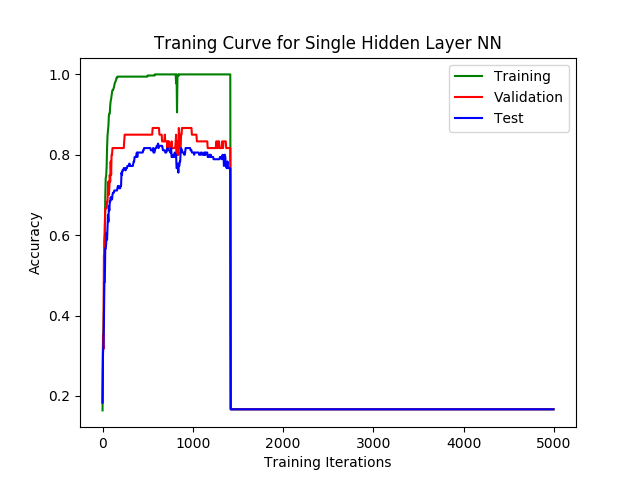 Traning Curve for Single Hidden Layer NN
1.0
0.8
0.6
0.4
0.2
Accuracy
Training
Validation
Test
0
1000
2000
3000
4000
5000
Training Iterations